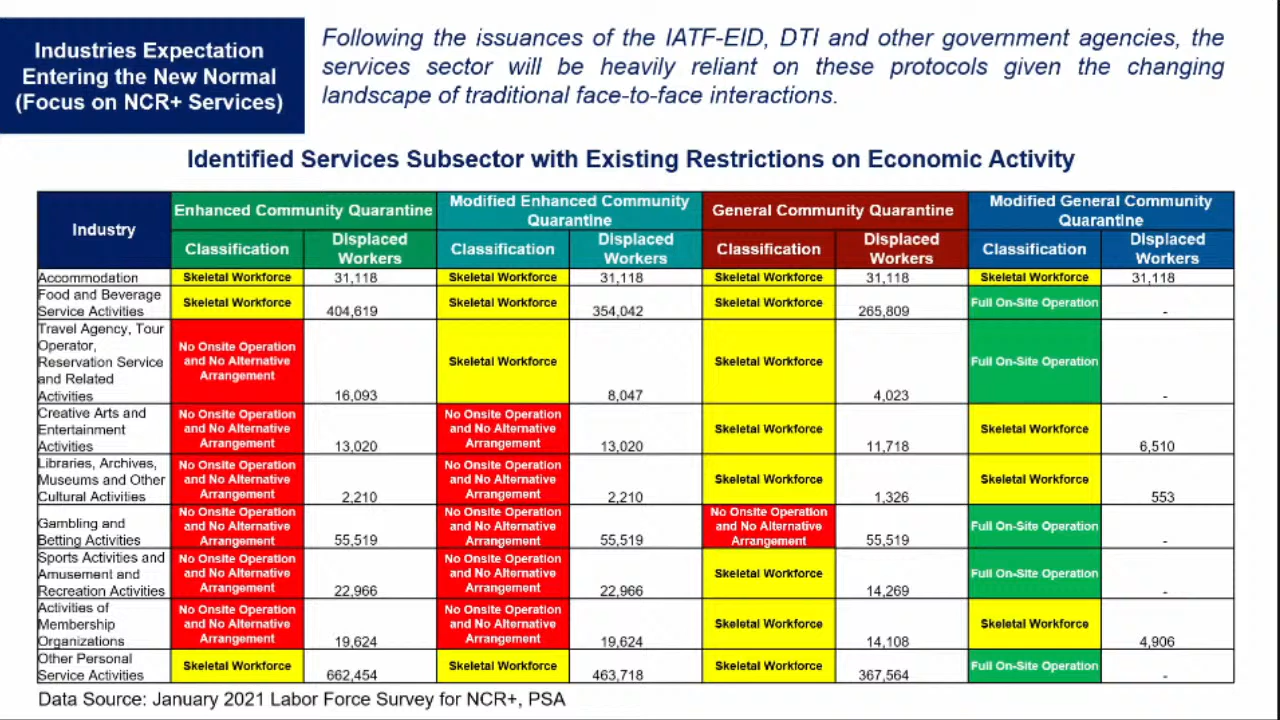 Industries Expectation
Entering the New Normal
(Focus on NCR+ Services)
Following the issuances of the IATF-EID, DTI and other government agencies, the
services sector will be heavily reliant on these protocols given the changing
landscape of traditional face-to-face interactions.
Identified Services Subsector with Existing Restrictions on Economic Activity
Industry
Enhanced Community Quarantine
Modified Enhanced Community
Quarantine
General Community Quarantine
Modified General Community
Quarantine
Classification
Displaced
Workers
Classification
Displaced
Workers
Classification
Displaced
Workers
Classification
Displaced
Workers
Accommodation
Skeletal Workforce
31,118
Skeletal Workforce
31,118
Skeletal Workforce
31,118
Skeletal Workforce
31,118
Food and Beverage
Service Activities
Skeletal Workforce
404,619
Skeletal Workforce
354,042
Skeletal Workforce
265,809
Full On-Site Operation
-
Travel Agency, Tour
Operator,
Reservation Service
and Related
Activities
No Onsite Operation
and No Alternative
Arrangement
16,093
Skeletal Workforce
8,047
Skeletal Workforce
4,023
Full On-Site Operation
-
Creative Arts and
Entertainment
Activities
No Onsite Operation
and No Alternative
Arrangement
13,020
No Onsite Operation
and No Alternative
Arrangement
13,020
Skeletal Workforce
11,718
Skeletal Workforce
6,510
Libraries, Archives,
Museums and Other
Cultural Activities
No Onsite Operation
and No Alternative
Arrangement
2,210
No Onsite Operation
and No Alternative
Arrangement
2,210
Skeletal Workforce
1,326
Skeletal Workforce
553
Gambling and
Betting Activities
No Onsite Operation
and No Alternative
Arrangement
55,519
No Onsite Operation
and No Alternative
Arrangement
55,519
No Onsite Operation
and No Alternative
Arrangement
55,519
Full On-Site Operation
-
Sports Activities and
Amusement and
Recreation Activities
No Onsite Operation
and No Alternative
Arrangement
22,966
No Onsite Operation
and No Alternative
Arrangement
22,966
Skeletal Workforce
14,269
Full On-Site Operation
-
Activities of
Membership
Organizations
No Onsite Operation
and No Alternative
Arrangement
19,624
No Onsite Operation
and No Alternative
Arrangement
19,624
Skeletal Workforce
14,108
Skeletal Workforce
4,906
Other Personal
Service Activities
Skeletal Workforce
662,454
Skeletal Workforce
463,718
Skeletal Workforce
367,564
Full On-Site Operation
-
Data Source: January 2021 Labor Force Survey for NCR+, PSA